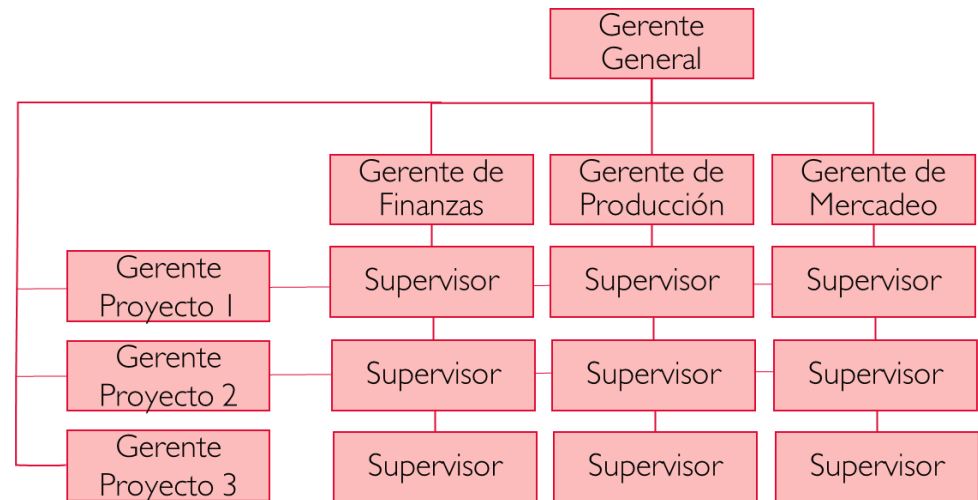 Gerente
General
Gerente de
Finanzas
Gerente de
Producción
Gerente de
Mercadeo
Gerente
Proyecto 1
Supervisor
Supervisor
Supervisor
Gerente
Proyecto 2
Supervisor
Supervisor
Supervisor
Gerente
Proyecto 3
Supervisor
Supervisor
Supervisor